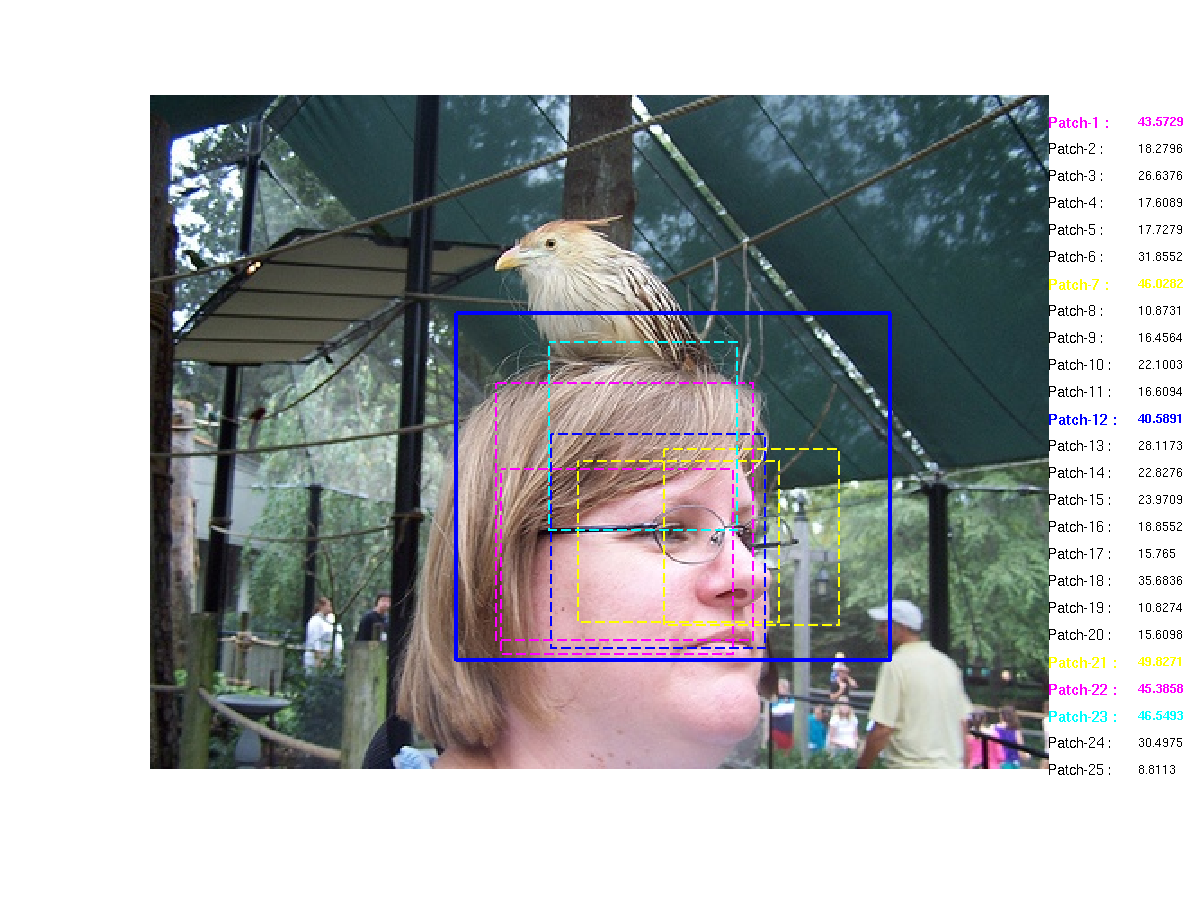 Patch-1 : 43.5729
Patch-2 : 18.2796
Patch-3 : 26.6376
Patch-4 : 17.6089
Patch-5 : 17.7279
Patch-6 : 31.8552
Patch-7 : 46.0282
Patch-8 : 10.8731
Patch-9 : 16.4564
Patch-10 : 22.1003
Patch-11 : 16.6094
Patch-12 : 40.5891
Patch-13 : 28.1173
Patch-14 : 22.8276
Patch-15 : 23.9709
Patch-16 : 18.8552
Patch-17 : 15.765
Patch-18 : 35.6836
Patch-19 : 10.8274
Patch-20 : 15.6098
Patch-21 : 49.8271
Patch-22 : 45.3858
Patch-23 : 46.5493
Patch-24 : 30.4975
Patch-25 : 8.8113